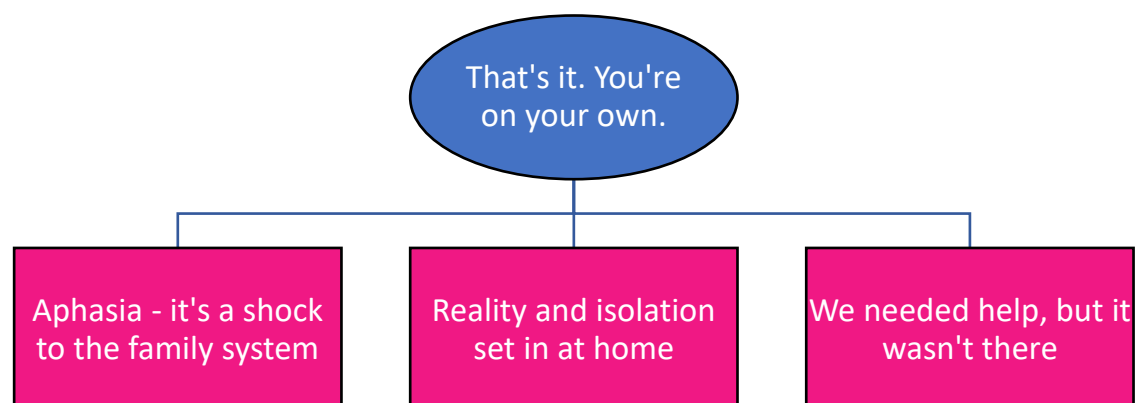 That's it. You're
on your own.
Aphasia - it's a shock
to the family system
Reality and isolation
set in at home
We needed help, but it
wasn't there